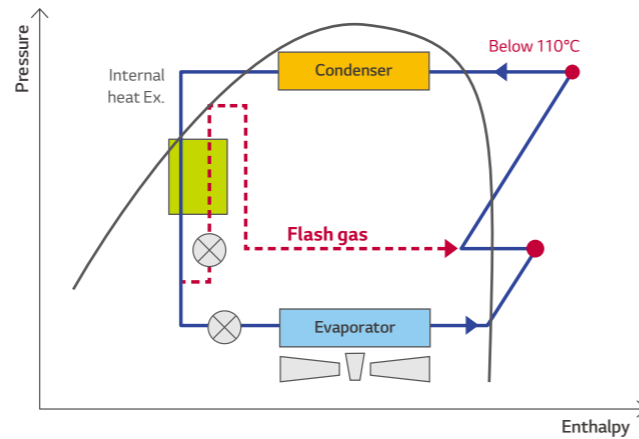 Pressure
Below 110°C
Condenser
Internal
heat Ex.
Flash gas
Evaporator
Enthalpy